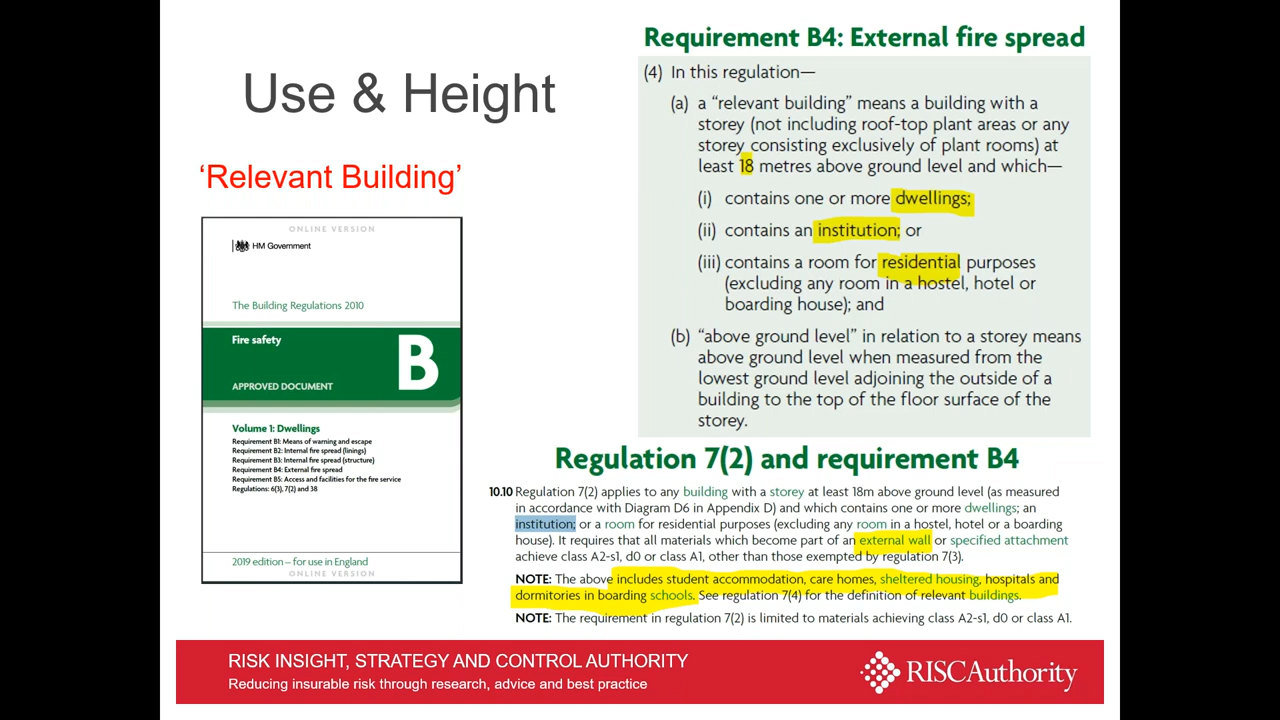 Use & Height
‘Relevant Building’
ONLINE VERSION
HM Government
The Building Regulations 2010
Fire safety
B
APPROVED DOCUMENT
Volume 1: Dwellings
Requirement B1: Means of warning and escape
Requirement B2: Internal fire spread (linings)
Requirement B3: Internal fire spread (structure)
Requirement B4: External fire spread
Requirement B5: Access and facilities for the fire service
Regulations: 6(3), 7(2) and 38
2019 edition – for use in England
ONLINE VERSION
Requirement B4: External fire spread
(4) In this regulation—
(a) a “relevant building” means a building with a
storey (not including roof-top plant areas or any
storey consisting exclusively of plant rooms) at
least 18 metres above ground level and which—
(i) contains one or more dwellings;
(ii) contains an institution; or
(iii) contains a room for residential purposes
(excluding any room in a hostel, hotel or
boarding house); and
(b) “above ground level” in relation to a storey means
above ground level when measured from the
lowest ground level adjoining the outside of a
building to the top of the floor surface of the
storey.
Regulation 7(2) and requirement B4
10.10 Regulation 7(2) applies to any building with a storey at least 18m above ground level (as measured
in accordance with Diagram D6 in Appendix D) and which contains one or more dwellings; an
institution; or a room for residential purposes (excluding any room in a hostel, hotel or a boarding
house). It requires that all materials which become part of an external wall or specified attachment
achieve class A2-s1, d0 or class A1, other than those exempted by regulation 7(3).
NOTE: The above includes student accommodation, care homes, sheltered housing, hospitals and
dormitories in boarding schools. See regulation 7(4) for the definition of relevant buildings.
NOTE: The requirement in regulation 7(2) is limited to materials achieving class A2-s1, d0 or class A1.
RISK INSIGHT, STRATEGY AND CONTROL AUTHORITY
Reducing insurable risk through research, advice and best practice
RISCAuthority